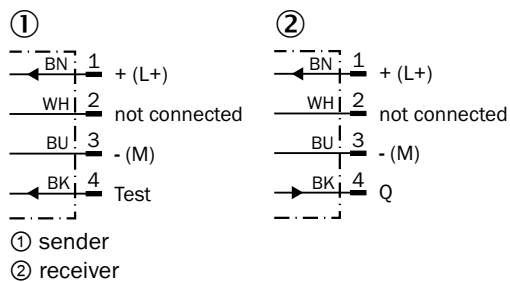 ① ②
BN 1 + (L+) BN 1 + (L+)
WH 2 not connected WH 2 not connected
BU 3 - (M) BU 3 - (M)
BK 4 Test BK 4 Q
① sender
② receiver